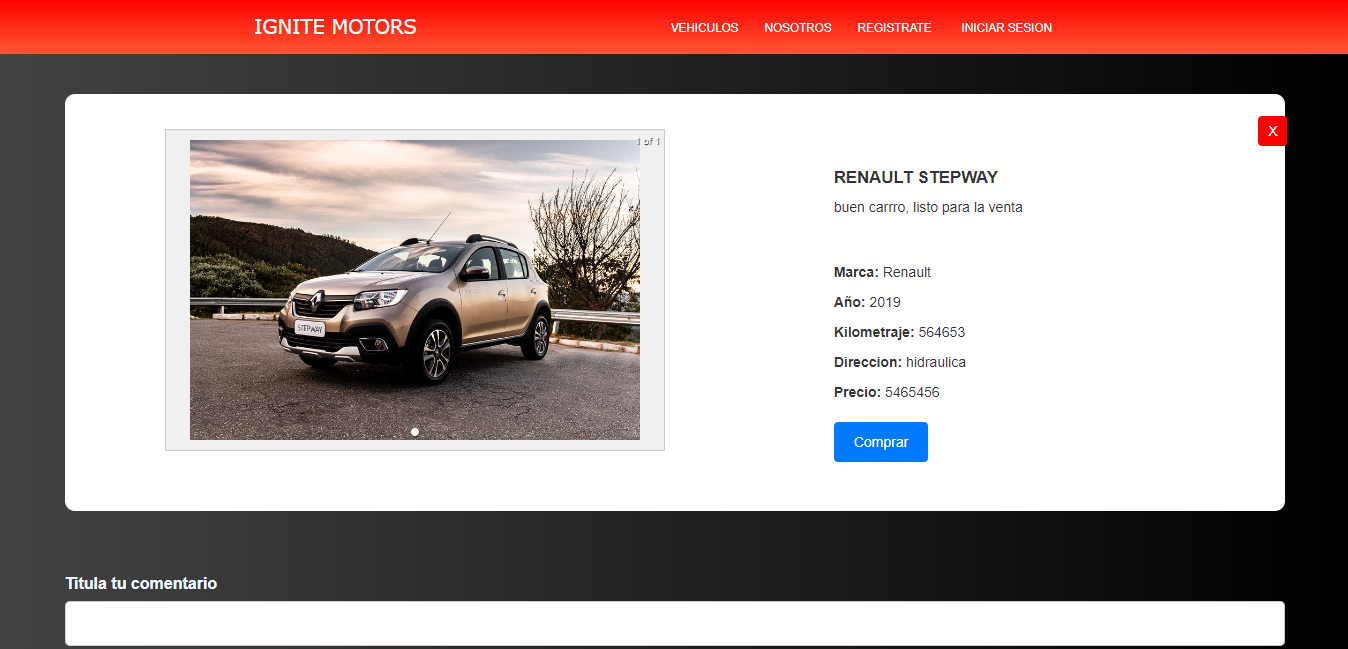 IGNITE MOTORS
VEHICULOS NOSOTROS REGISTRATE INICIAR SESION
X
1 of 1
STEPWAY
RENAULT STEPWAY
buen carrro, listo para la venta
Marca: Renault
Año: 2019
Kilometraje: 564653
Direccion: hidraulica
Precio: 5465456
Comprar
Titula tu comentario